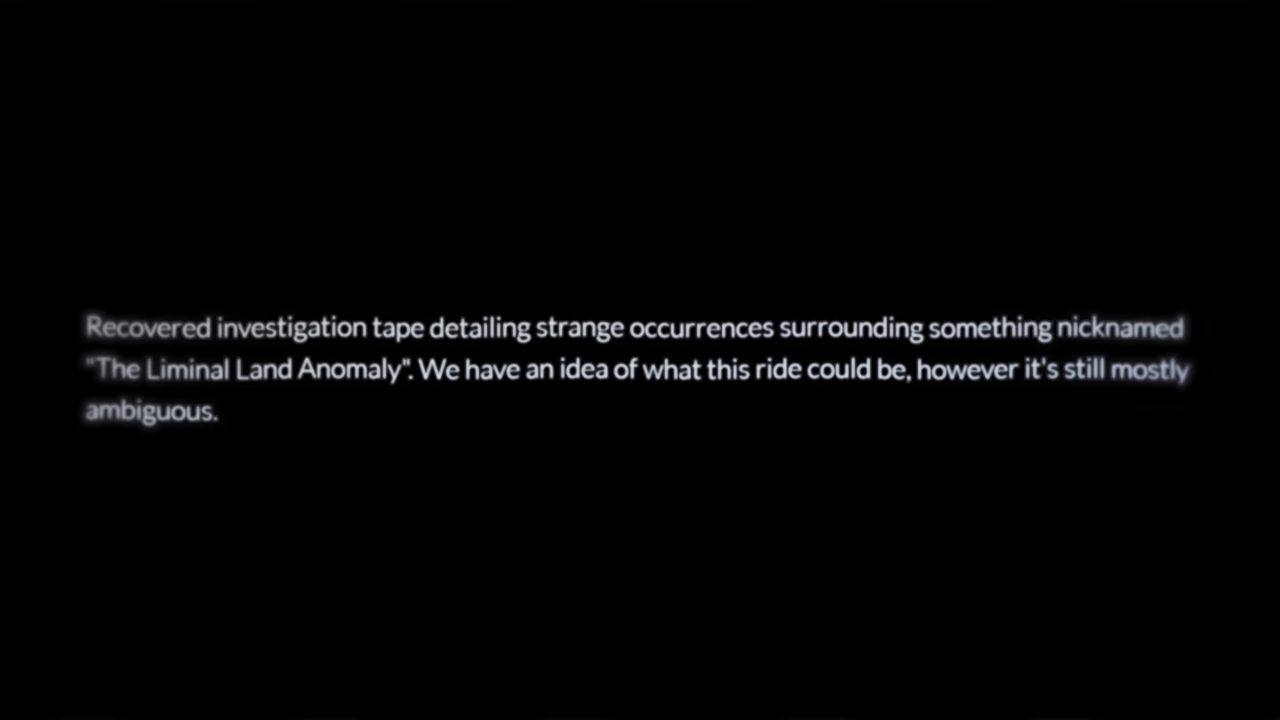 Recovered investigation tape detailing strange occurrences surrounding something nicknamed
"The Liminal Land Anomaly". We have an idea of what this ride could be, however it's still mostly
ambiguous.